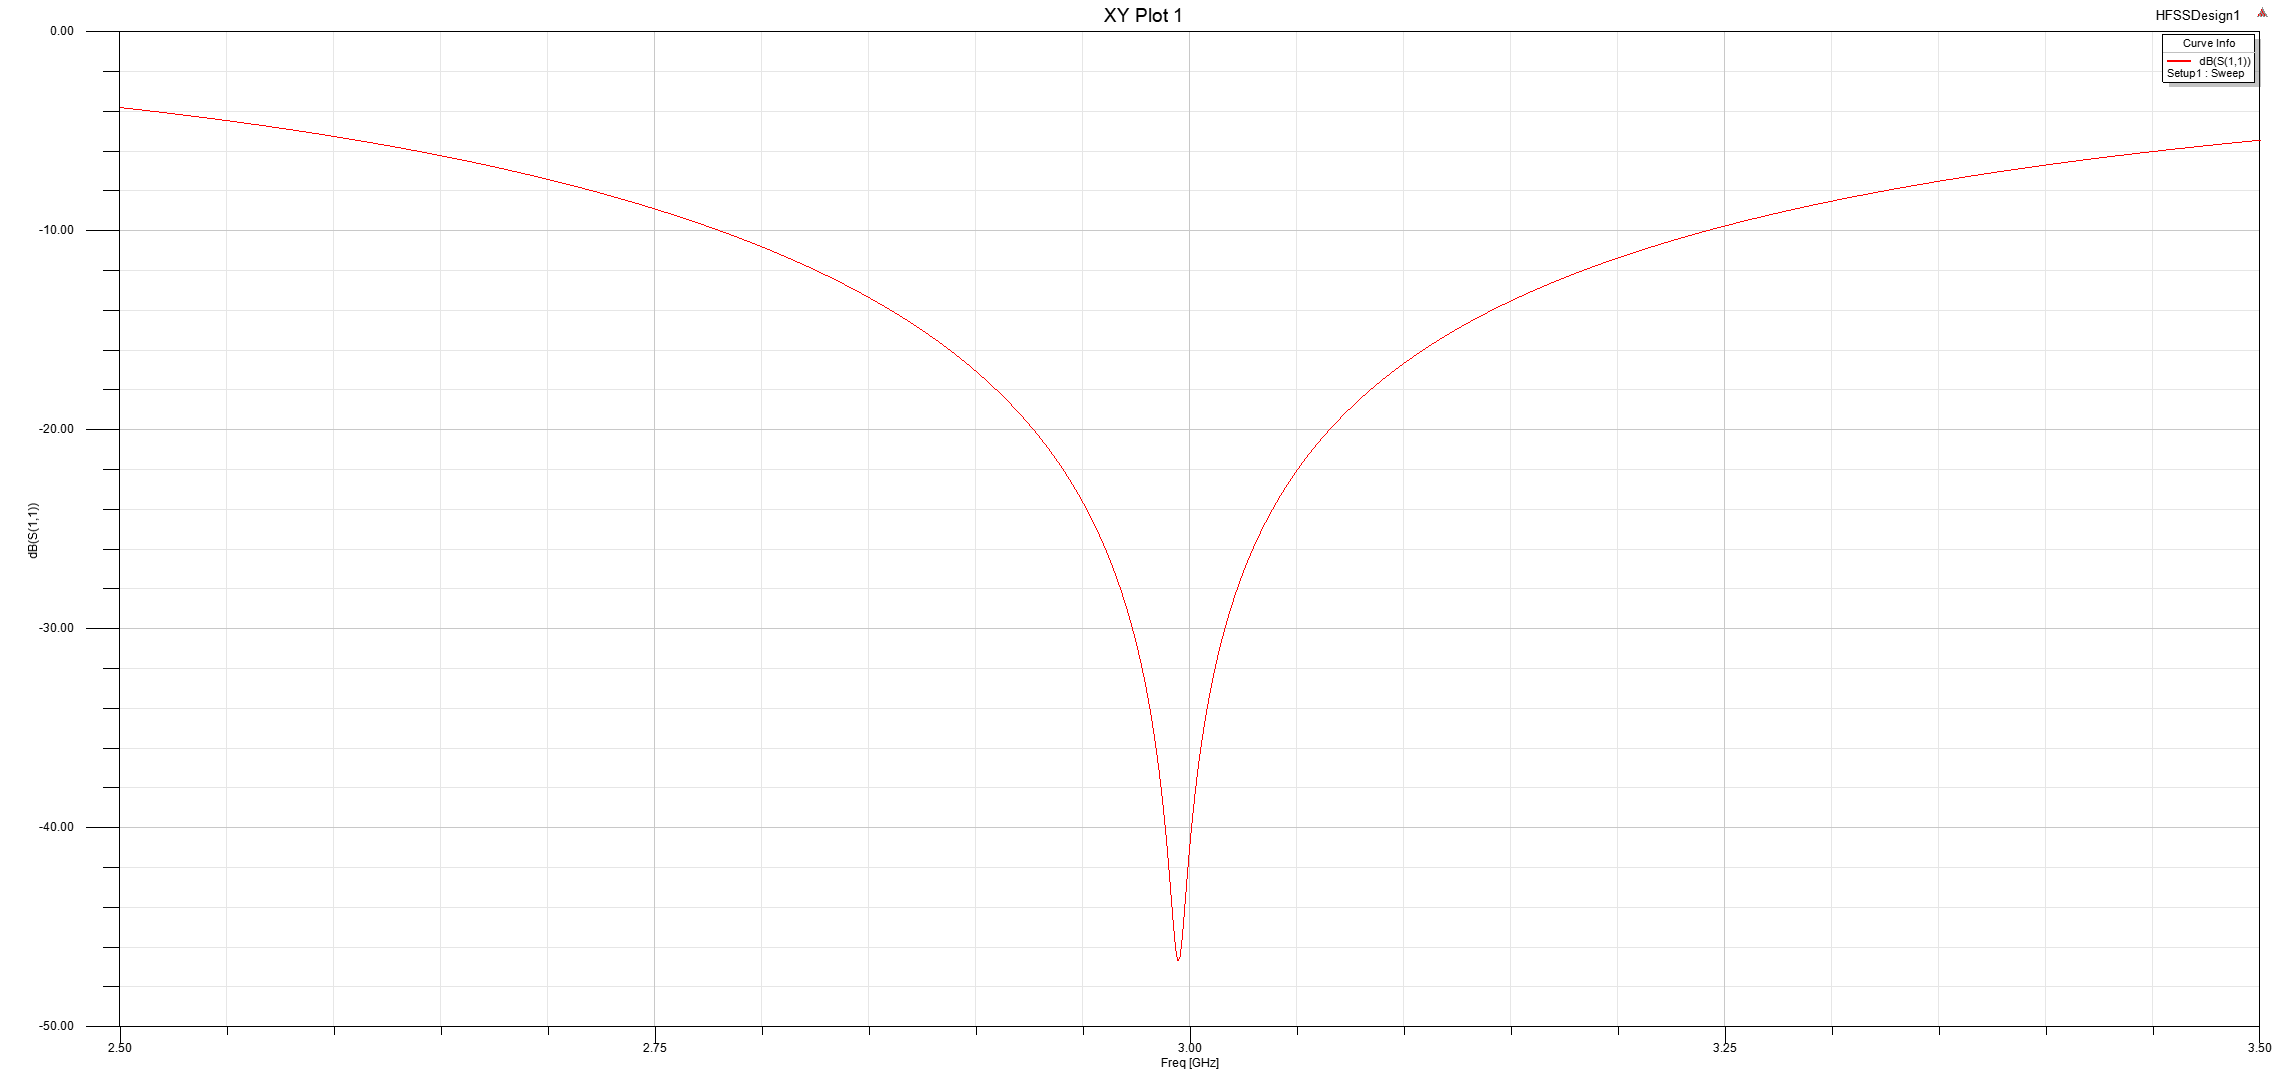 XY Plot 1
HFSSDesign1
Curve Info
dB(S(1,1))
Setup1 : Sweep
0.00
-10.00
-20.00
-30.00
-40.00
-50.00
dB(S(1,1))
2.50
2.75
3.00
3.25
3.50
Freq [GHz]